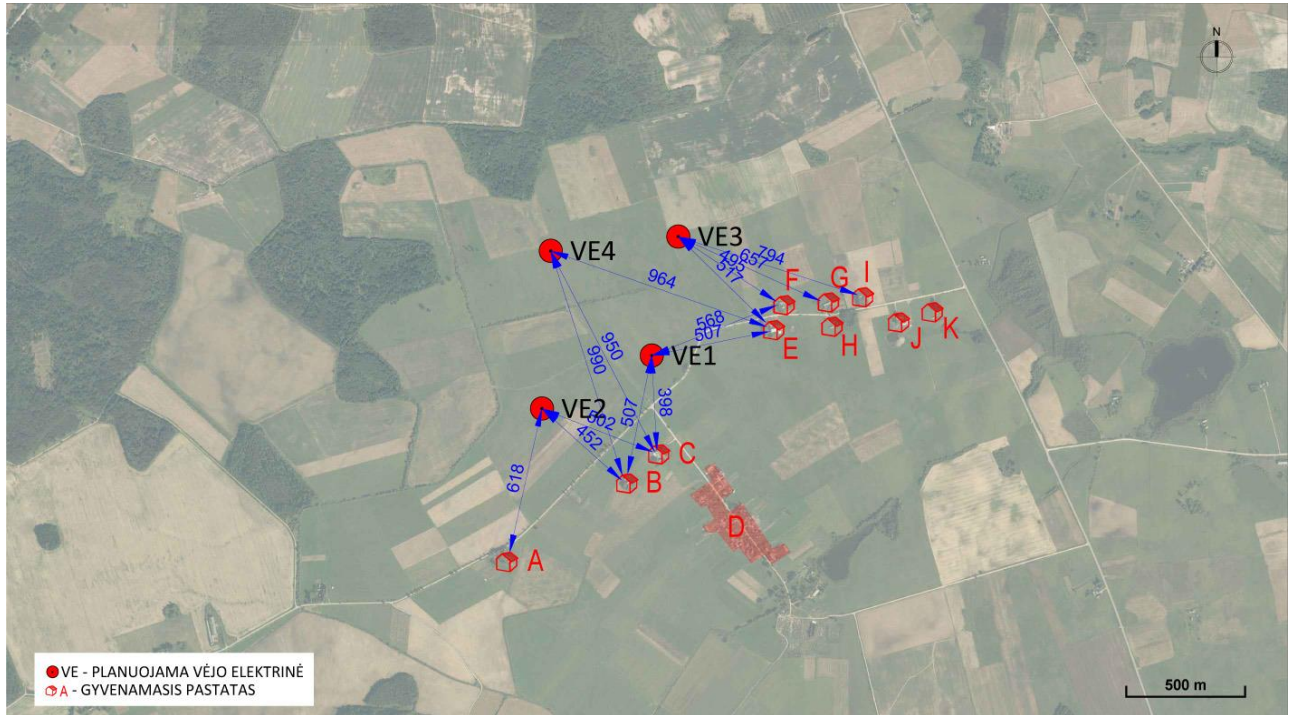 N
VE3
VE4
794
657
495
517
964
F
G
I
E
H
J
K
568
507
VE1
950
990
507
398
VE2
502
452
618
C
B
D
A
VE - PLANUOJAMA VĖJO ELEKTRINĖ
A - GYVENAMASIS PASTATAS
500 m